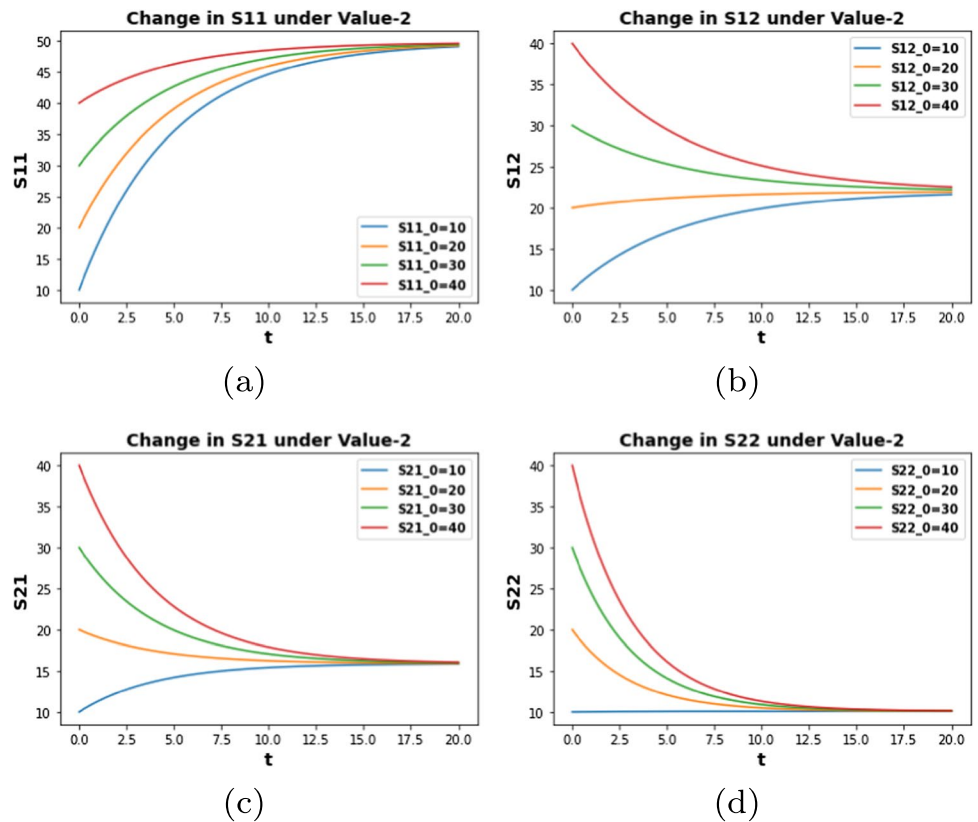 Change in S11 under Value-2
50
45
40
35
30
25
20
15
10
S11
S11_0=10
S11_0=20
S11_0=30
S11_0=40
0.0 2.5 5.0 7.5 10.0 12.5 15.0 17.5 20.0
t
(a)
Change in S12 under Value-2
40
35
30
25
20
15
10
S12
S12_0=10
S12_0=20
S12_0=30
S12_0=40
0.0 2.5 5.0 7.5 10.0 12.5 15.0 17.5 20.0
t
(b)
Change in S21 under Value-2
40
35
30
25
20
15
10
S21
S21_0=10
S21_0=20
S21_0=30
S21_0=40
0.0 2.5 5.0 7.5 10.0 12.5 15.0 17.5 20.0
t
(c)
Change in S22 under Value-2
40
35
30
25
20
15
10
S22
S22_0=10
S22_0=20
S22_0=30
S22_0=40
0.0 2.5 5.0 7.5 10.0 12.5 15.0 17.5 20.0
t
(d)